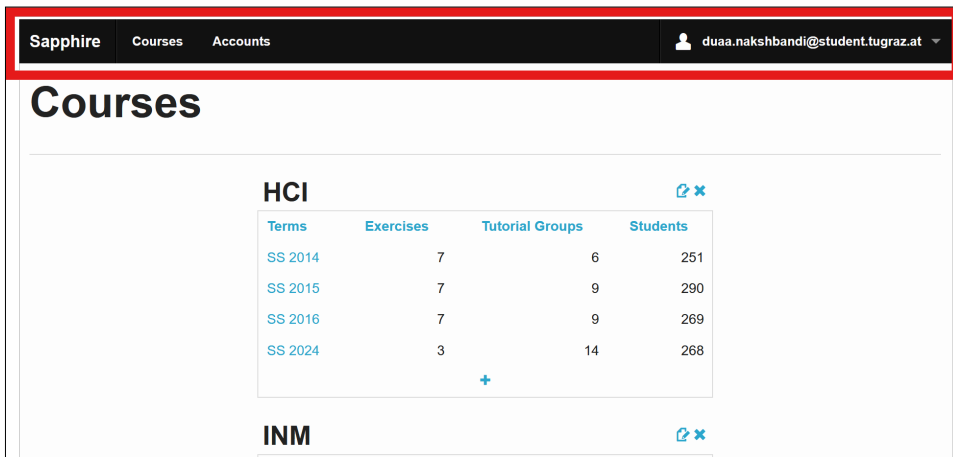 Sapphire Courses Accounts duaa.nakshbandi@student.tugraz.at
Courses
HCI
Terms Exercises Tutorial Groups Students
SS 2014 7 6 251
SS 2015 7 9 290
SS 2016 7 9 269
SS 2024 3 14 268
+
INM